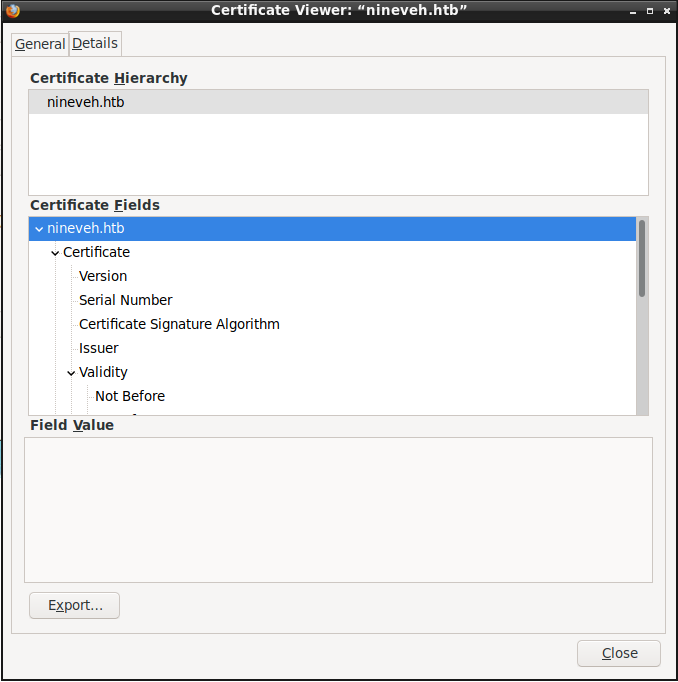 Certificate Viewer: “nineveh.htb”
General Details
Certificate Hierarchy
nineveh.htb
Certificate Fields
nineveh.htb
Certificate
Version
Serial Number
Certificate Signature Algorithm
Issuer
Validity
Not Before
Field Value
Export…
Close